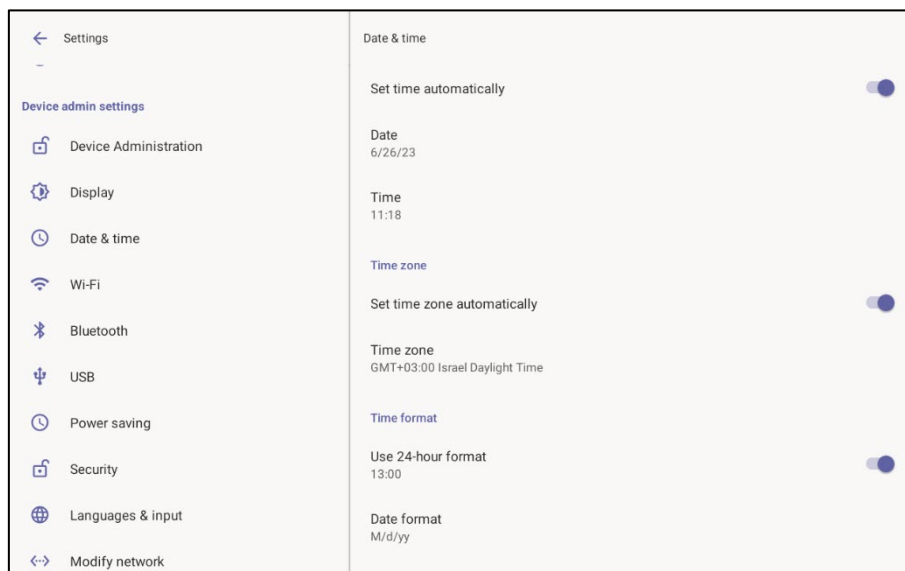 Settings
Device admin settings
Device Administration
Display
Date & time
Wi-Fi
Bluetooth
USB
Power saving
Security
Languages & input
Modify network
Date & time
Set time automatically
Date
6/26/23
Time
11:18
Time zone
Set time zone automatically
Time zone
GMT+03:00 Israel Daylight Time
Time format
Use 24-hour format
13:00
Date format
M/d/yy